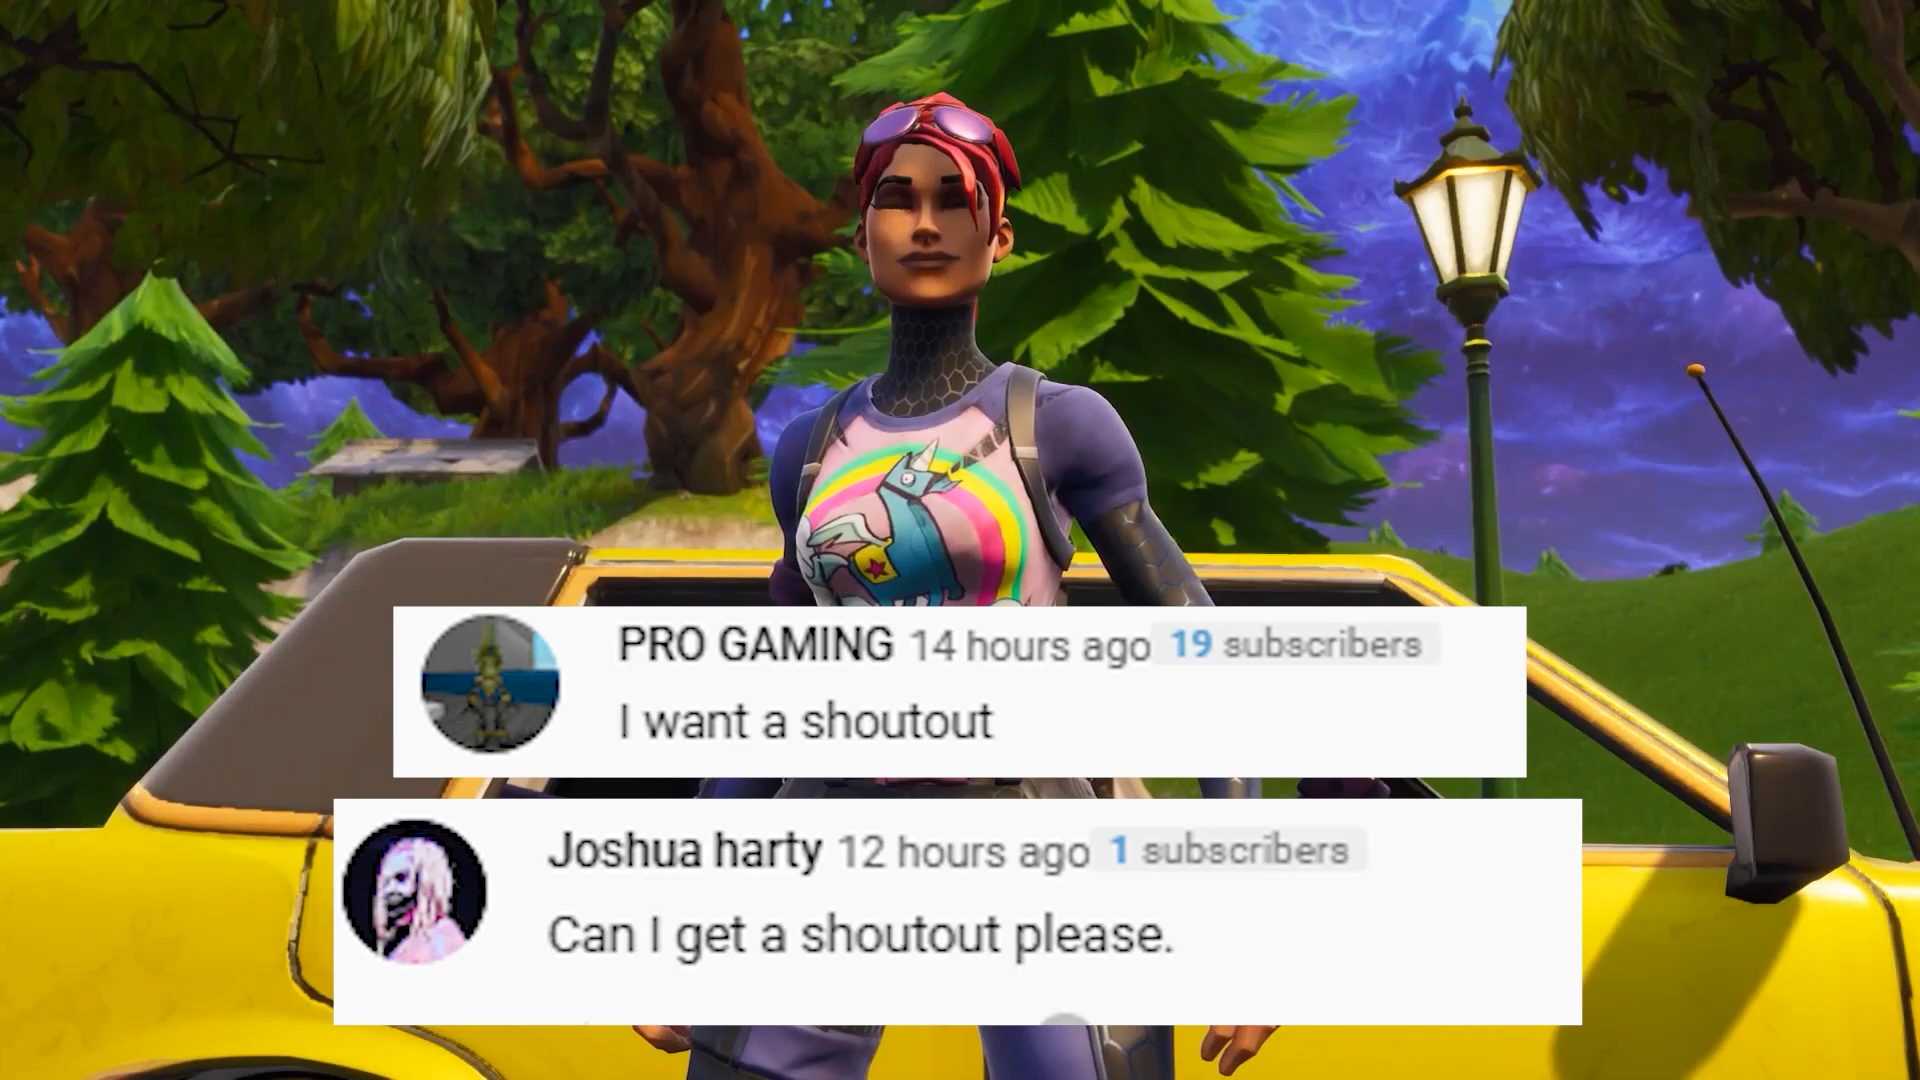 PRO GAMING 14 hours ago 19 subscribers
I want a shoutout
Joshua harty 12 hours ago 1 subscribers
Can I get a shoutout please.